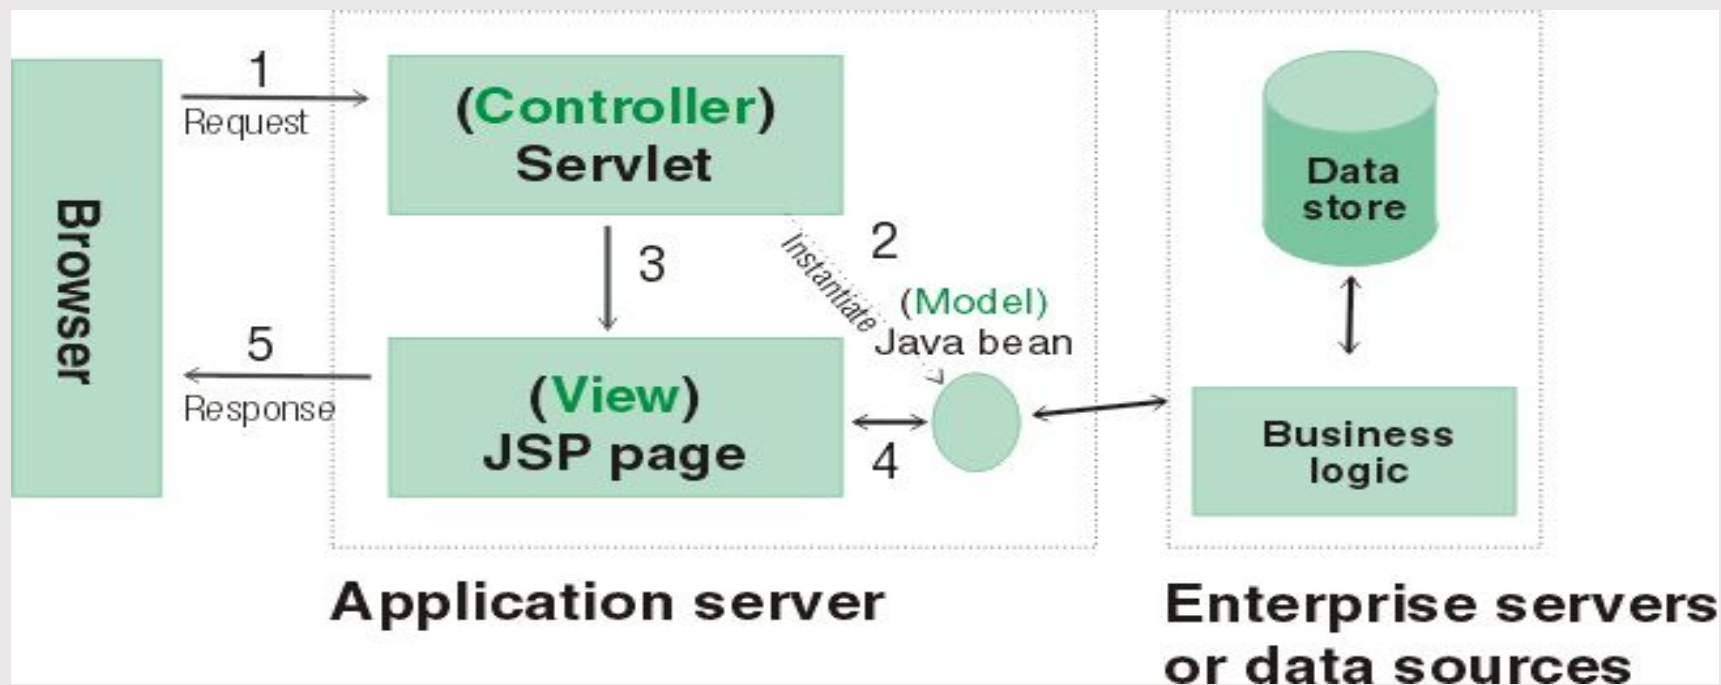 Browser
1
Request
(Controller)
Servlet
2
Instantiate
3
(Model)
Java bean
5
Response
(View)
JSP page
4
Data
store
Business
logic
Application server
Enterprise servers
or data sources